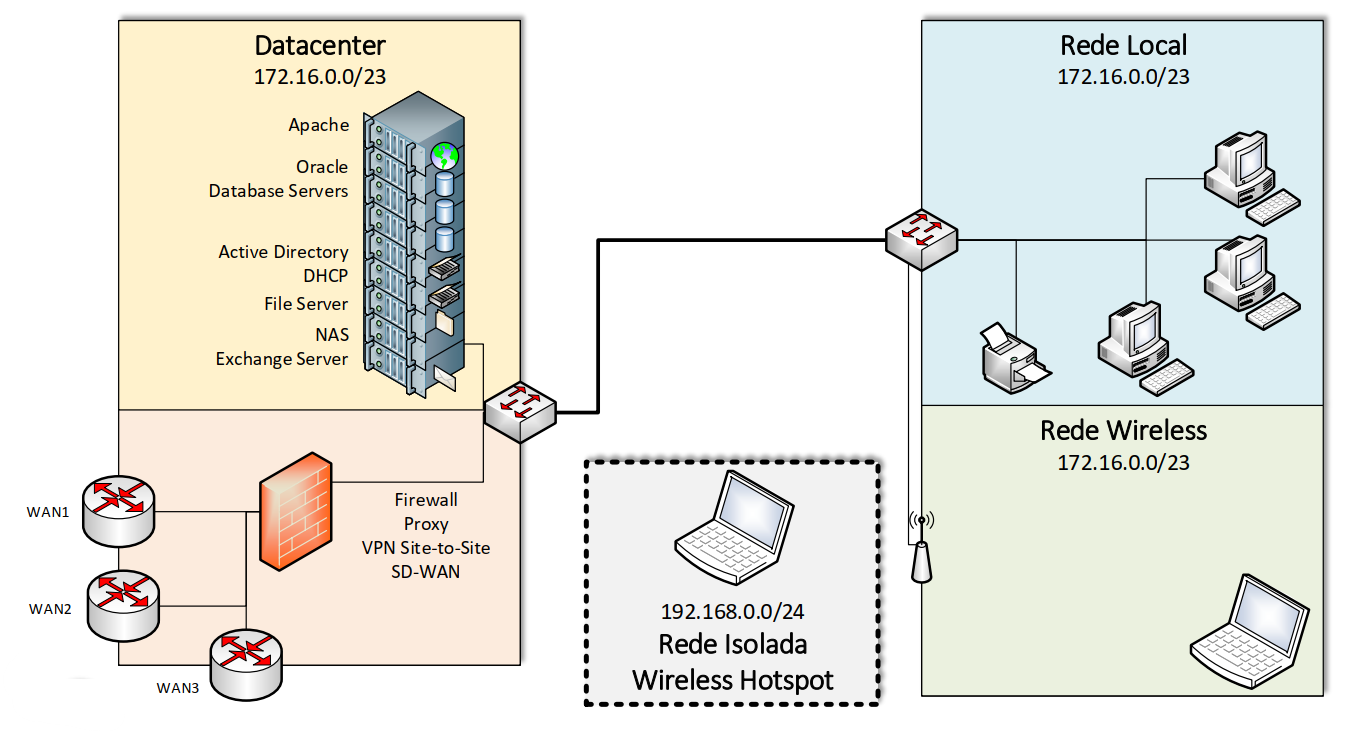 Datacenter
172.16.0.0/23
Apache
Oracle
Database Servers
Active Directory
DHCP
File Server
NAS
Exchange Server
Firewall
Proxy
VPN Site-to-Site
SD-WAN
WAN1
WAN2
WAN3
192.168.0.0/24
Rede Isolada
Wireless Hotspot
Rede Local
172.16.0.0/23
Rede Wireless
172.16.0.0/23